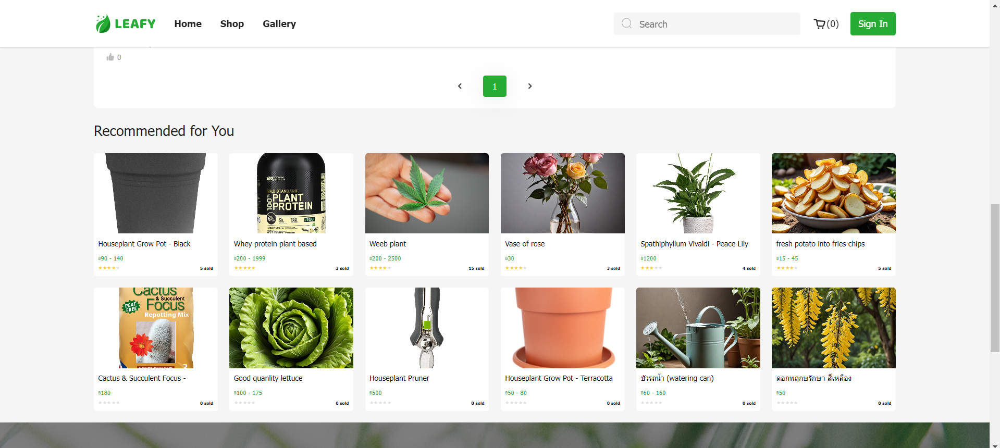 LEAFY
Home
Shop
Gallery
Search
(0)
Sign In
0
1
Recommended for You
GOLD STANDARD
100% PLANT
PROTEIN
24g
150
VEGAN
Houseplant Grow Pot - Black
฿90 - 140
5 sold
Whey protein plant based
฿200 - 1999
3 sold
Weeb plant
฿200 - 2500
15 sold
Vase of rose
฿30
3 sold
Spathiphyllum Vivaldi - Peace Lily
฿1200
4 sold
fresh potato into fries chips
฿15 - 45
5 sold
Cactus
& Succulent
Focus
PEAT
FREE
Repotting Mix
Cactus & Succulent Focus -
฿180
0 sold
Good quanlity lettuce
฿100 - 175
0 sold
Houseplant Pruner
฿500
0 sold
Houseplant Grow Pot - Terracotta
฿50 - 80
0 sold
บัวรถน้ำ (watering can)
฿60 - 160
0 sold
ดอกพฤกษรักษา สีเหลือง
฿50
0 sold